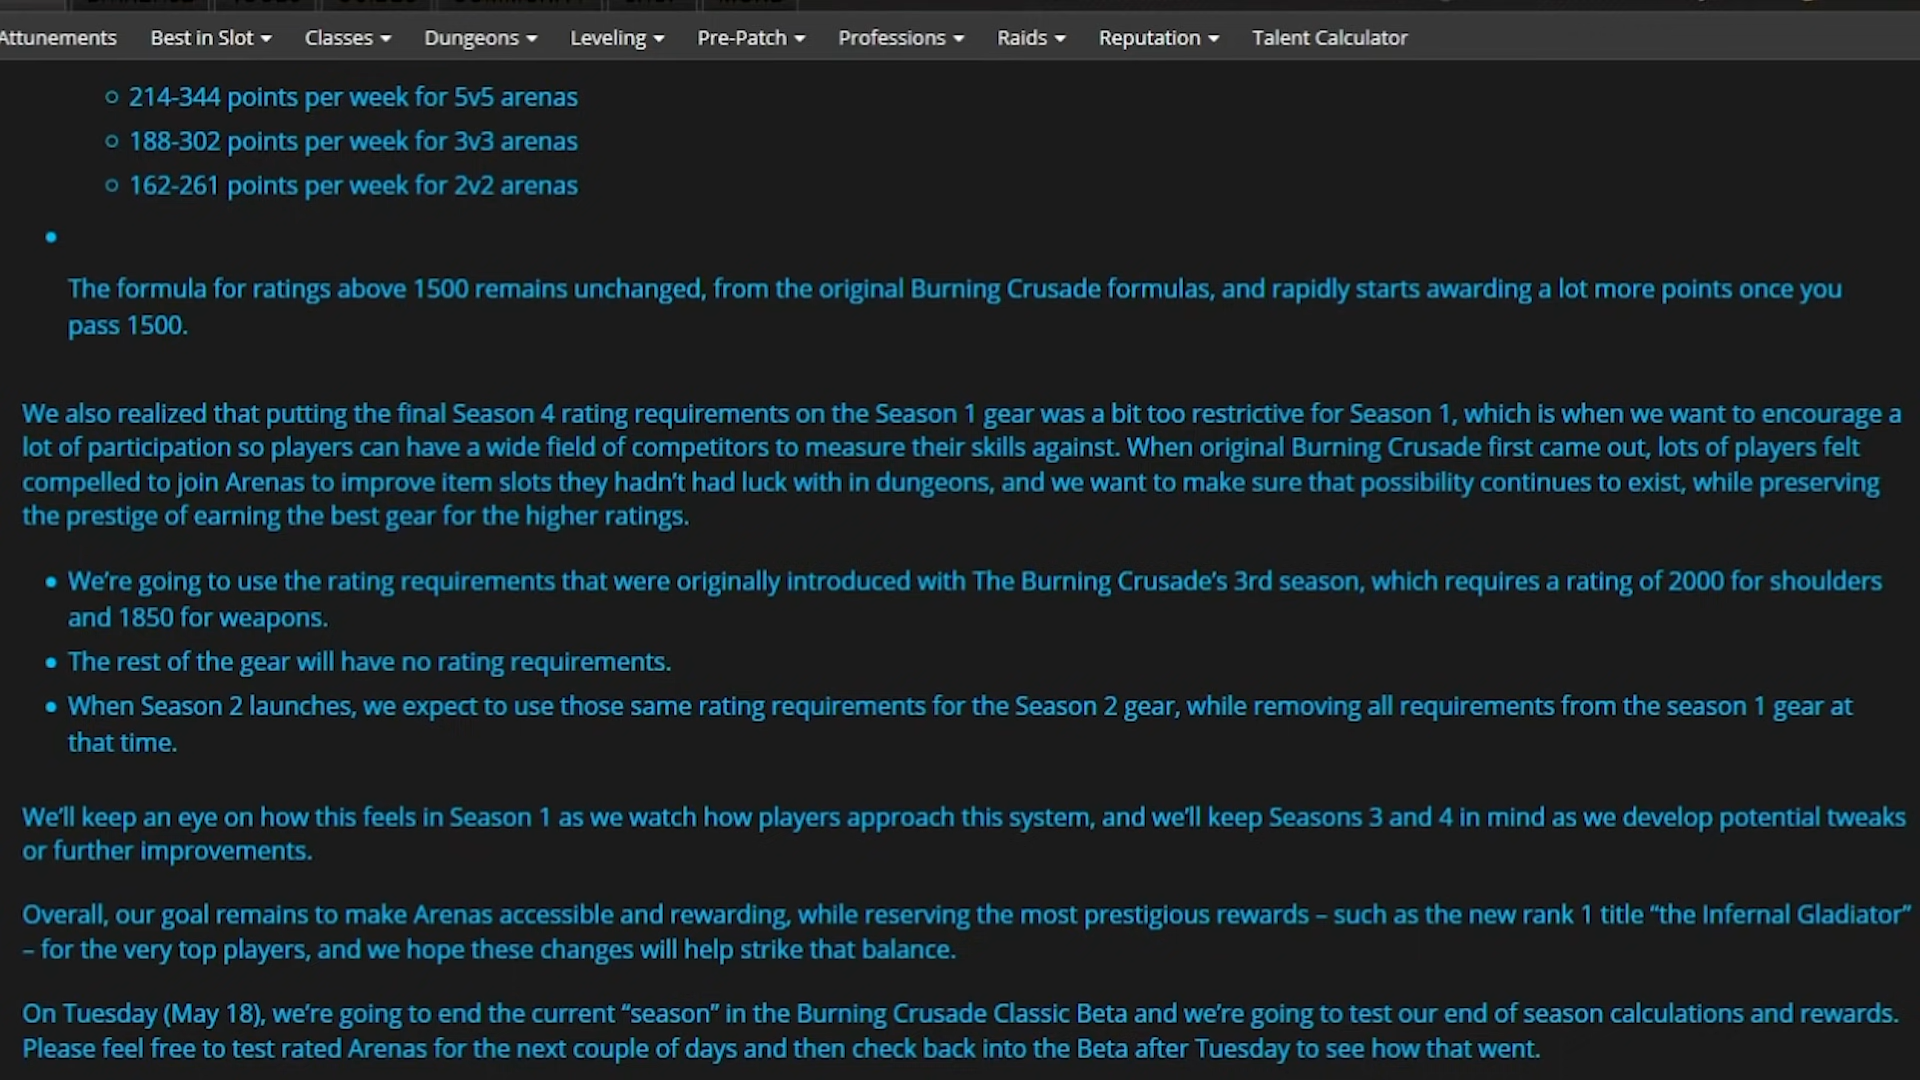 Attunements Best in Slot Classes Dungeons Leveling Pre-Patch Professions Raids Reputation Talent Calculator
214-344 points per week for 5v5 arenas
188-302 points per week for 3v3 arenas
162-261 points per week for 2v2 arenas
The formula for ratings above 1500 remains unchanged, from the original Burning Crusade formulas, and rapidly starts awarding a lot more points once you
pass 1500.
We also realized that putting the final Season 4 rating requirements on the Season 1 gear was a bit too restrictive for Season 1, which is when we want to encourage a
lot of participation so players can have a wide field of competitors to measure their skills against. When original Burning Crusade first came out, lots of players felt
compelled to join Arenas to improve item slots they hadn't had luck with in dungeons, and we want to make sure that possibility continues to exist, while preserving
the prestige of earning the best gear for the higher ratings.
We're going to use the rating requirements that were originally introduced with The Burning Crusade's 3rd season, which requires a rating of 2000 for shoulders
and 1850 for weapons.
The rest of the gear will have no rating requirements.
When Season 2 launches, we expect to use those same rating requirements for the Season 2 gear, while removing all requirements from the season 1 gear at
that time.
We'll keep an eye on how this feels in Season 1 as we watch how players approach this system, and we'll keep Seasons 3 and 4 in mind as we develop potential tweaks
or further improvements.
Overall, our goal remains to make Arenas accessible and rewarding, while reserving the most prestigious rewards – such as the new rank 1 title “the Infernal Gladiator”
– for the very top players, and we hope these changes will help strike that balance.
On Tuesday (May 18), we're going to end the current “season” in the Burning Crusade Classic Beta and we're going to test our end of season calculations and rewards.
Please feel free to test rated Arenas for the next couple of days and then check back into the Beta after Tuesday to see how that went.